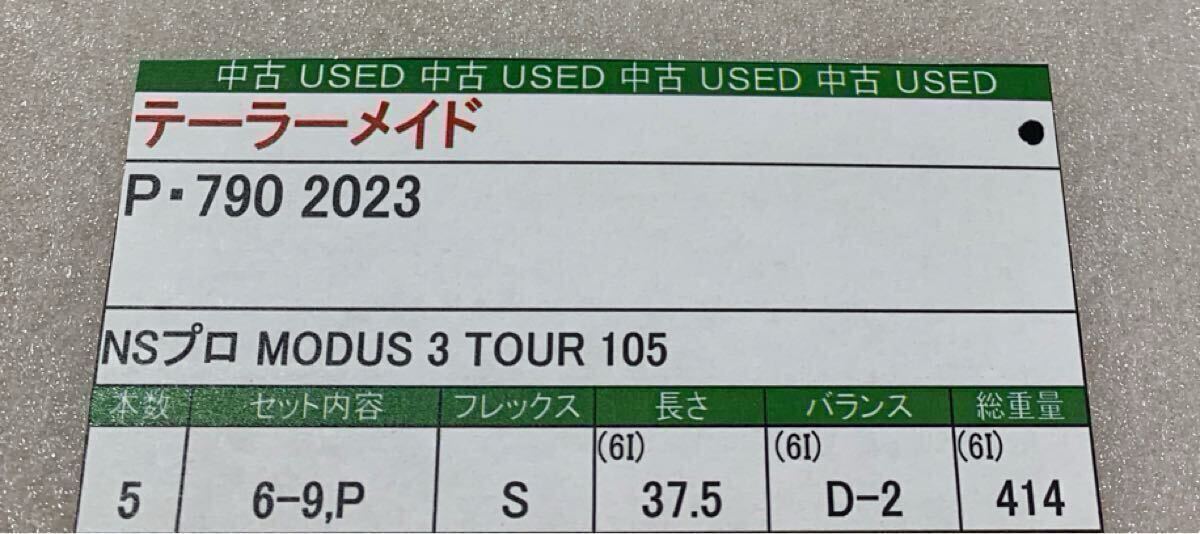 中古 USED 中古 USED 中古 USED 中古 USED
テーラーメイド
P・790 2023
NSプロ MODUS 3 TOUR 105
本数 セット内容 フレックス 長さ バランス 総重量
(6I) (6I) (6I)
5 6-9,P S 37.5 D-2 414